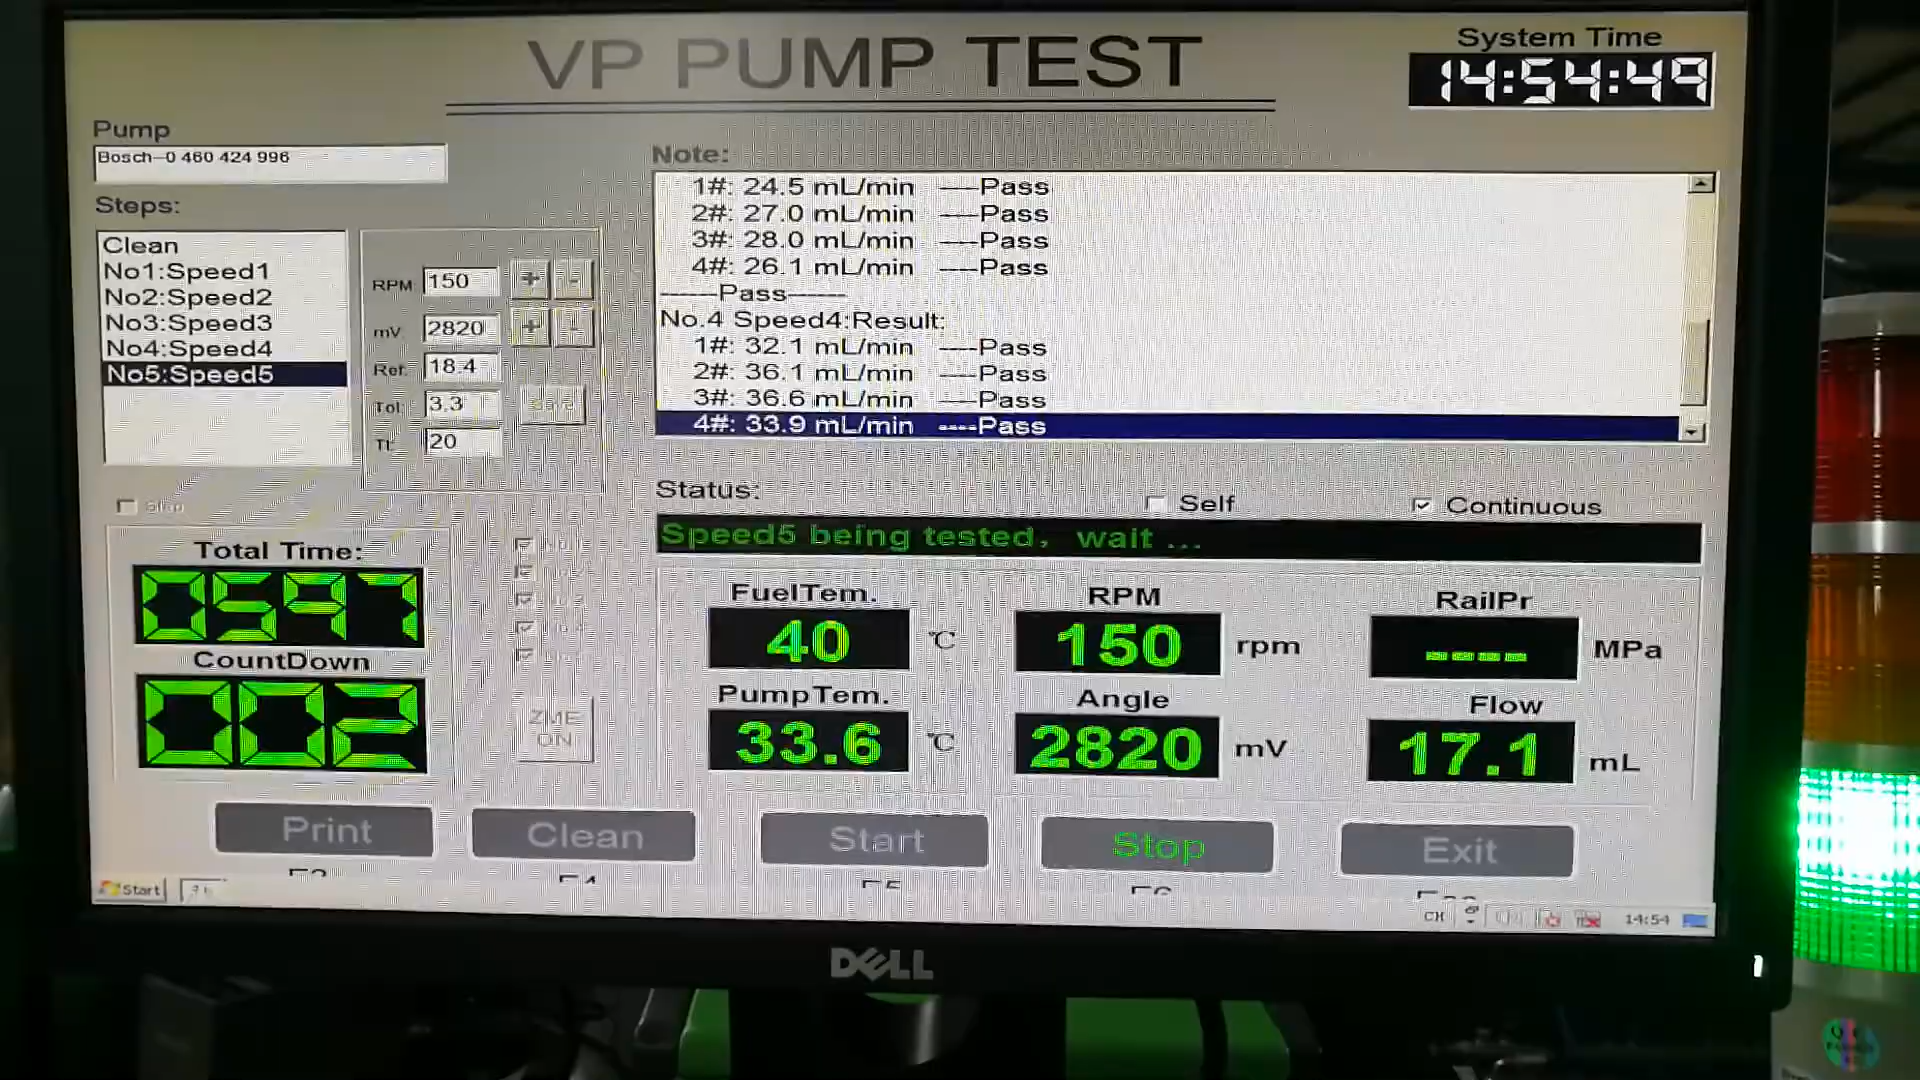 VP PUMP TEST
System Time
14:54:49
Pump
Bosch--0 460 424 996
Steps:
Clean
No1:Speed1
No2:Speed2
No3:Speed3
No4:Speed4
No5:Speed5
RPM 150 + -
mV 2820 + -
Ref. 18.4
Tol: 3.3 Save
Tt: 20
Note:
1#: 24.5 mL/min ----Pass
2#: 27.0 mL/min ----Pass
3#: 28.0 mL/min ----Pass
4#: 26.1 mL/min ----Pass
------Pass------
No.4 Speed4:Result:
1#: 32.1 mL/min ----Pass
2#: 36.1 mL/min ----Pass
3#: 36.6 mL/min ----Pass
4#: 33.9 mL/min ----Pass
Status:
Self
Continuous
Speed5 being tested, wait ...
Total Time:
0597
CountDown
002
ZME
ON
FuelTem.
40 ℃
RPM
150 rpm
RailPr
---- MPa
PumpTem.
33.6 ℃
Angle
2820 mV
Flow
17.1 mL
Print
Clean
Start
Stop
Exit
Start
CH
14:54
DELL